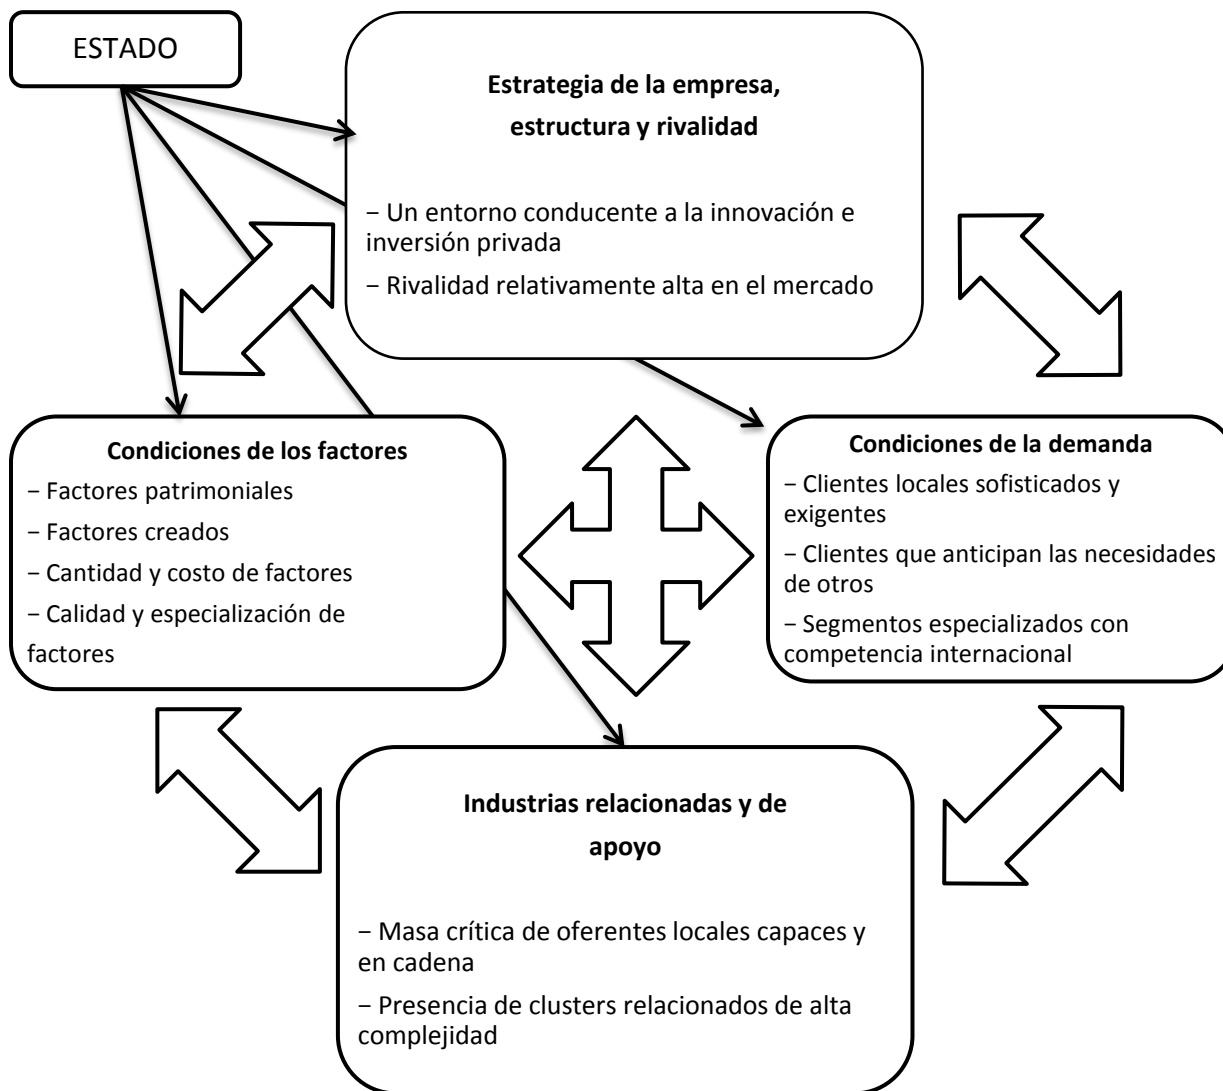 ESTADO
Estrategia de la empresa,
estructura y rivalidad
− Un entorno conducente a la innovación e
inversión privada
− Rivalidad relativamente alta en el mercado
Condiciones de los factores
− Factores patrimoniales
− Factores creados
− Cantidad y costo de factores
− Calidad y especialización de
factores
Condiciones de la demanda
− Clientes locales sofisticados y
exigentes
− Clientes que anticipan las necesidades
de otros
− Segmentos especializados con
competencia internacional
Industrias relacionadas y de
apoyo
− Masa crítica de oferentes locales capaces y
en cadena
− Presencia de clusters relacionados de alta
complejidad